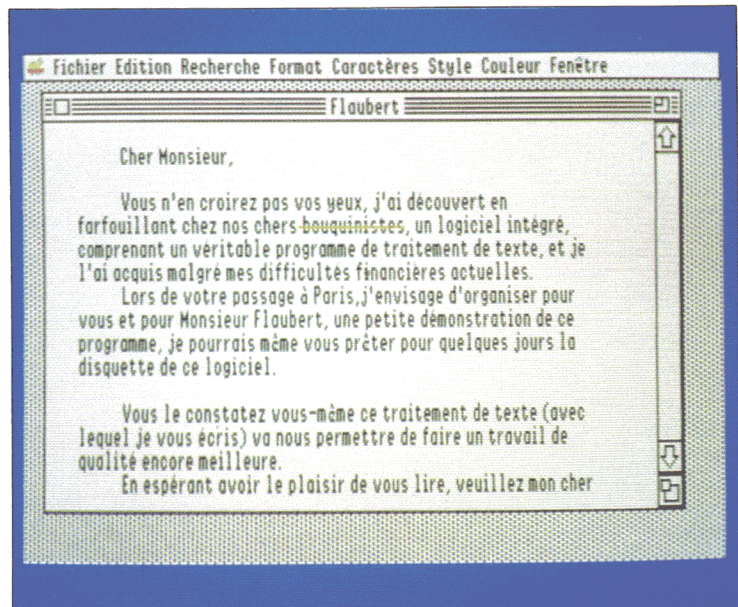 Fichier Edition Recherche Format Caractères Style Couleur Fenêtre
Flaubert
Cher Monsieur,
Vous n'en croirez pas vos yeux, j'ai découvert en
farfouillant chez nos chers bouquinistes, un logiciel intégré,
comprenant un véritable programme de traitement de texte, et je
l'ai acquis malgré mes difficultés financières actuelles.
Lors de votre passage à Paris,j'envisage d'organiser pour
vous et pour Monsieur Flaubert, une petite démonstration de ce
programme, je pourrais même vous prêter pour quelques jours la
disquette de ce logiciel.
Vous le constatez vous-même ce traitement de texte (avec
lequel je vous écris) va nous permettre de faire un travail de
qualité encore meilleure.
En espérant avoir le plaisir de vous lire, veuillez mon cher